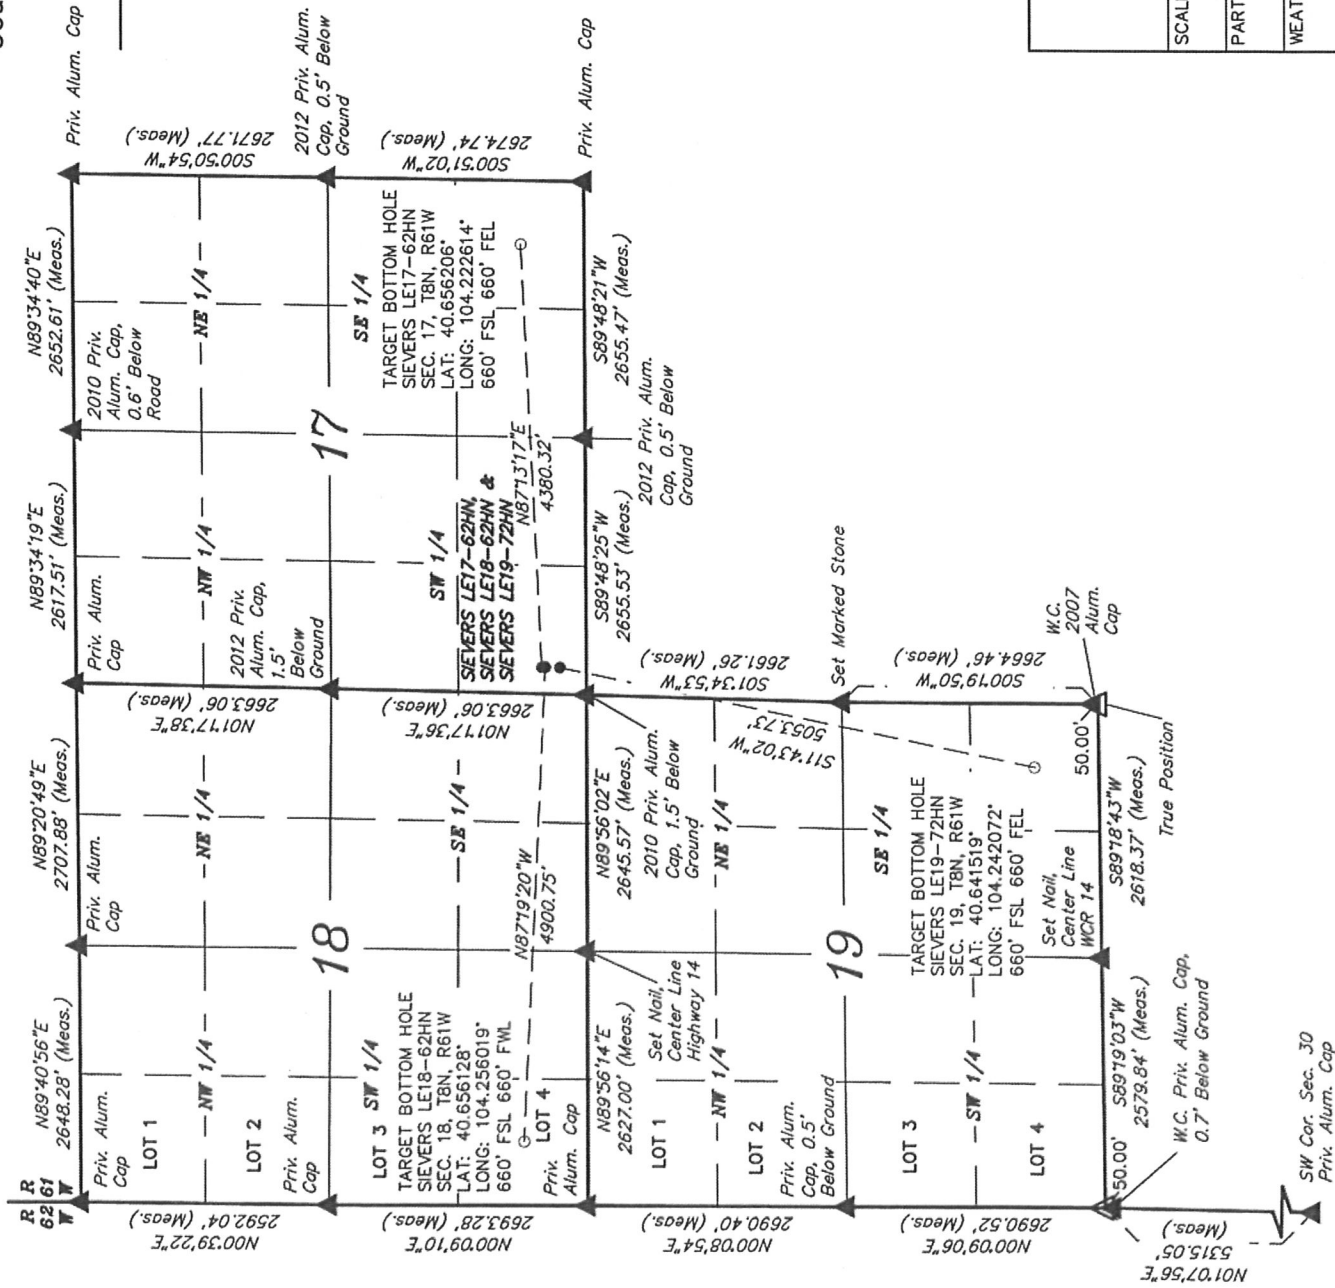 R R
62 61
W W
N89°40'56"E
2648.28' (Meas.)
N89°20'49"E
2707.88' (Meas.)
N89°34'19"E
2617.51' (Meas.)
N89°34'40"E
2652.61' (Meas.)
Priv. Alum. Cap
Priv. Alum.
Cap
Priv. Alum.
Cap
Priv. Alum.
Cap
2010 Priv.
Alum. Cap,
0.6' Below
Road
N00°39'22"E
2592.04' (Meas.)
LOT 1
NW 1/4
LOT 2
NE 1/4
N01°17'38"E
2663.06' (Meas.)
NW 1/4
NE 1/4
S00°50'54"W
2671.77' (Meas.)
Priv. Alum.
Cap
18
2012 Priv.
Alum. Cap,
1.5'
Below
Ground
17
2012 Priv. Alum.
Cap, 0.5' Below
Ground
N00°09'10"E
2693.28' (Meas.)
LOT 3
SW 1/4
TARGET BOTTOM HOLE
SIEVERS LE18-62HN
SEC. 18, T8N, R61W
LAT: 40.656128°
LONG: 104.256019°
660' FSL 660' FWL
LOT 4
SE 1/4
N87°19'20"W
4900.75'
N01°17'36"E
2663.06' (Meas.)
SW 1/4
SIEVERS LE17-62HN,
SIEVERS LE18-62HN &
SIEVERS LE19-72HN
N87°13'17"E
4380.32'
SE 1/4
TARGET BOTTOM HOLE
SIEVERS LE17-62HN
SEC. 17, T8N, R61W
LAT: 40.656206°
LONG: 104.222614°
660' FSL 660' FEL
S00°51'02"W
2674.74' (Meas.)
Priv.
Alum. Cap
Priv. Alum. Cap
N89°56'14"E
2627.00' (Meas.)
Set Nail,
Center Line
Highway 14
N89°56'02"E
2645.57' (Meas.)
2010 Priv. Alum.
Cap, 1.5' Below
Ground
S89°48'25"W
2655.53' (Meas.)
2012 Priv. Alum.
Cap, 0.5' Below
Ground
S89°48'21"W
2655.47' (Meas.)
N00°08'54"E
2690.40' (Meas.)
LOT 1
NW 1/4
LOT 2
NE 1/4
S11°43'02"W
5053.73'
S01°34'53"W
2661.26' (Meas.)
Priv. Alum.
Cap, 0.5'
Below Ground
19
Set Marked Stone
N00°09'06"E
2690.52' (Meas.)
LOT 3
SW 1/4
LOT 4
SE 1/4
TARGET BOTTOM HOLE
SIEVERS LE19-72HN
SEC. 19, T8N, R61W
LAT: 40.641519°
LONG: 104.242072°
660' FSL 660' FEL
Set Nail,
Center Line
WCR 14
50.00'
S00°19'50"W
2664.46' (Meas.)
W.C.
2007
Alum.
Cap
50.00'
S89°19'03"W
2579.84' (Meas.)
S89°18'43"W
2618.37' (Meas.)
True Position
W.C. Priv. Alum. Cap,
0.7' Below Ground
N01°07'56"E
5315.05'
(Meas.)
SW Cor. Sec. 30
Priv. Alum. Cap
SCAL
PART
WEAT